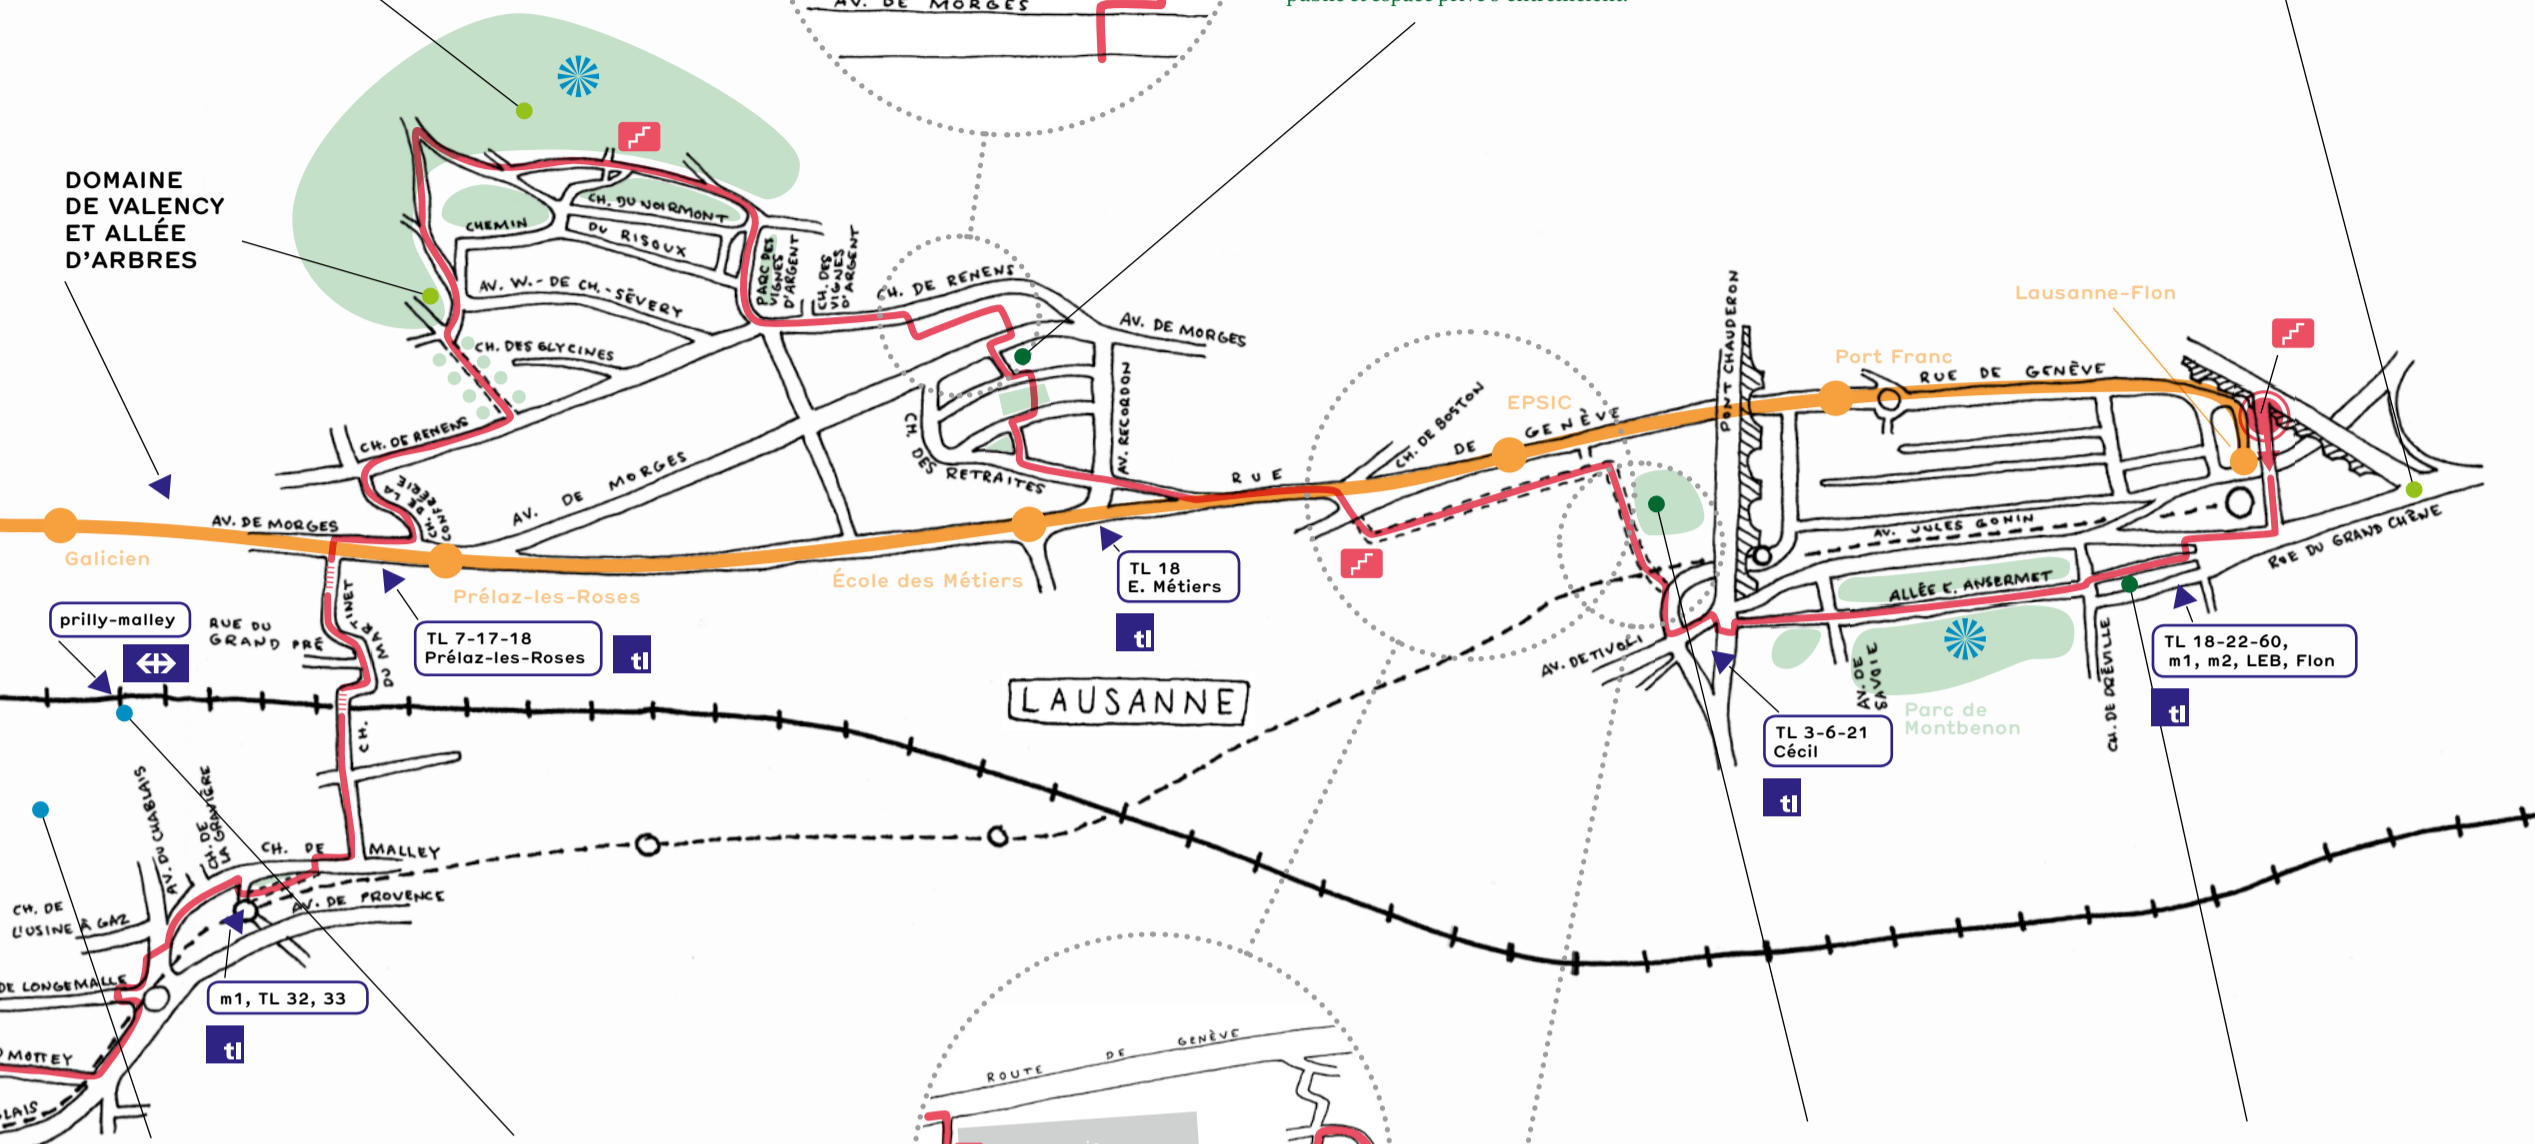 AV. DE MORGES
DOMAINE
DE VALENCY
ET ALLÉE
D'ARBRES
CHEMIN
CH. DU NOIRMONT
DU RISOUX
AV. W.-DE CH.-SÉVERY
PARC DES
VIGNES
D'ARGENT
CH. DES
VIGNES
D'ARGENT
CH. DE RENENS
AV. DE MORGES
CH. DES GLYCINES
CH. DE RENENS
CH. DE LA
CONFRÉRIE
AV. DE MORGES
AV. DE MORGES
CH.
DES RETRAITES
AV. RECORDON
RUE DE GENÈVE
CH. DE BOSTON
EPSIC
PONT CHAUDERON
Port Franc
Lausanne-Flon
RUE DE GENÈVE
AV. JULES GONIN
ALLÉE E. ANSERMET
RUE DU GRAND CHÊNE
Galicien
Prélaz-les-Roses
École des Métiers
TL 18
E. Métiers
tl
prilly-malley
RUE DU
GRAND PRÉ
CH. DU MARTINET
TL 7-17-18
Prélaz-les-Roses
tl
LAUSANNE
AV. DE TIVOLI
TL 3-6-21
Cécil
tl
AV. DE
SAVOIE
Parc de
Montbenon
CH. DE DRÉVILLE
TL 18-22-60,
m1, m2, LEB, Flon
tl
AV. DU CHABLAIS
CH. DE
LA GRAVIÈRE
CH. DE MALLEY
AV. DE PROVENCE
CH. DE
L'USINE À GAZ
DE LONGEMALLE
m1, TL 32, 33
tl
MOTTEY
LAIS
ROUTE DE GENÈVE